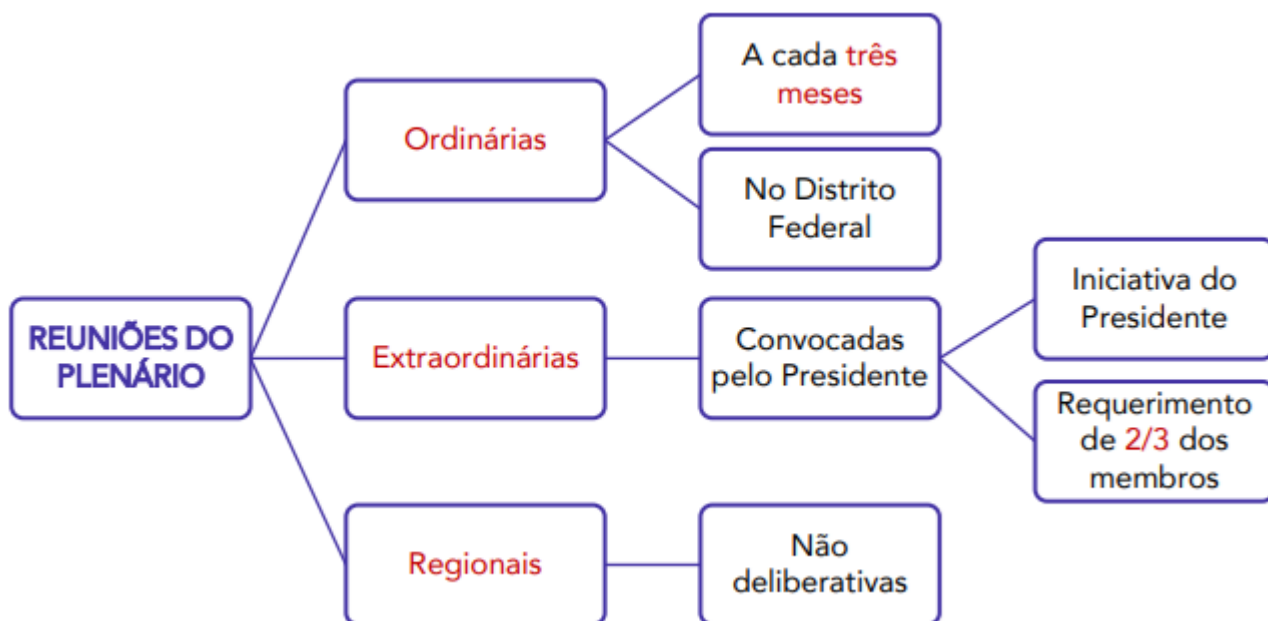 REUNIÕES DO
PLENÁRIO
Ordinárias
A cada três
meses
No Distrito
Federal
Extraordinárias
Convocadas
pelo Presidente
Iniciativa do
Presidente
Requerimento
de 2/3 dos
membros
Regionais
Não
deliberativas